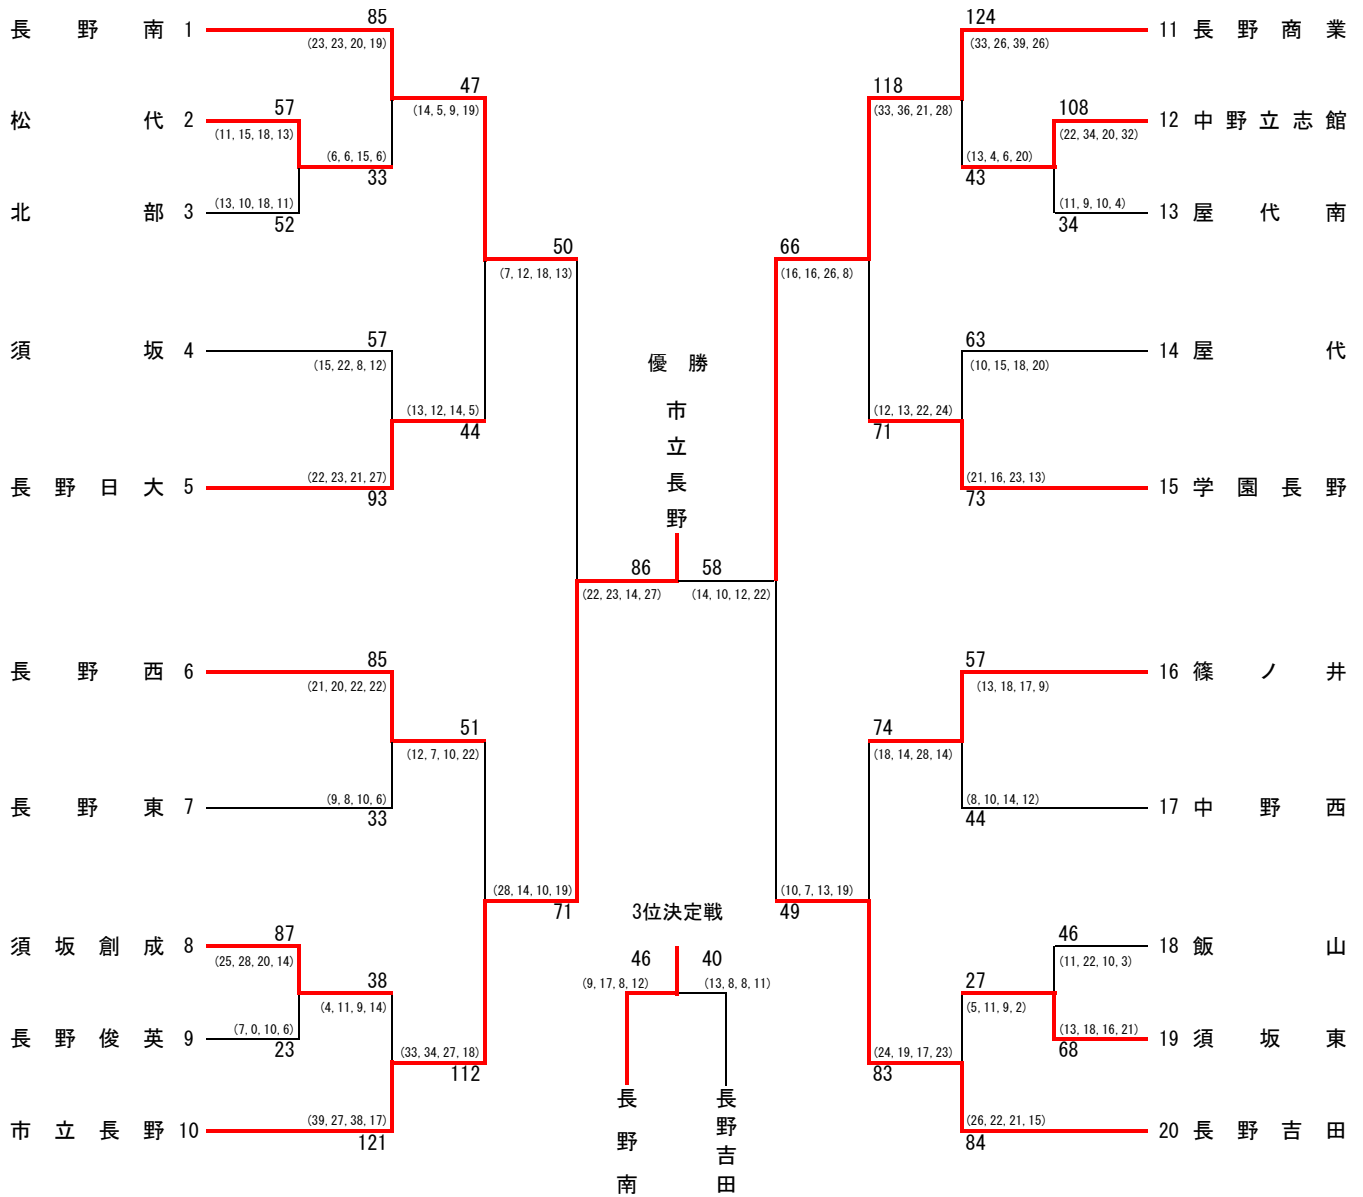 長野南 1
85
(23, 23, 20, 19)
47
(14, 5, 9, 19)
松代 2
57
(11, 15, 18, 13)
(6, 6, 15, 6)
33
北部 3
(13, 10, 18, 11)
52
50
(7, 12, 18, 13)
須坂 4
57
(15, 22, 8, 12)
(13, 12, 14, 5)
44
長野日大 5
(22, 23, 21, 27)
93
優勝
市立長野
86
(22, 23, 14, 27)
58
(14, 10, 12, 22)
長野西 6
85
(21, 20, 22, 22)
51
(12, 7, 10, 22)
長野東 7
(9, 8, 10, 6)
33
(28, 14, 10, 19)
71
須坂創成 8
87
(25, 28, 20, 14)
38
(4, 11, 9, 14)
長野俊英 9
(7, 0, 10, 6)
23
(33, 34, 27, 18)
112
市立長野 10
(39, 27, 38, 17)
121
3位決定戦
46
(9, 17, 8, 12)
40
(13, 8, 8, 11)
長野南
長野吉田
124
(33, 26, 39, 26)
11 長野商業
118
(33, 36, 21, 28)
108
(22, 34, 20, 32)
12 中野立志館
(13, 4, 6, 20)
43
(11, 9, 10, 4)
34
13 屋代南
66
(16, 16, 26, 8)
63
(10, 15, 18, 20)
14 屋代
(12, 13, 22, 24)
71
(21, 16, 23, 13)
73
15 学園長野
57
(13, 18, 17, 9)
16 篠ノ井
74
(18, 14, 28, 14)
(8, 10, 14, 12)
44
17 中野西
(10, 7, 13, 19)
49
46
(11, 22, 10, 3)
18 飯山
27
(5, 11, 9, 2)
(13, 18, 16, 21)
68
19 須坂東
(24, 19, 17, 23)
83
(26, 22, 21, 15)
84
20 長野吉田